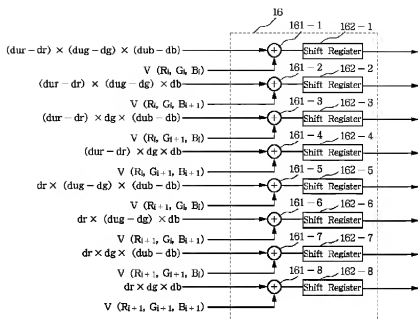 16
161-1
162-1
(dur-dr) × (dug-dg) × (dub-db)
Shift Register
V (Ri, Gi, Bi)
161-2
162-2
(dur-dr) × (dug-dg) × db
Shift Register
V (Ri, Gi, Bi+1)
161-3
162-3
(dur-dr) × dg × (dub-db)
Shift Register
V (Ri, Gi+1, Bi)
161-4
162-4
(dur-dr) × dg × db
Shift Register
V (Ri, Gi+1, Bi+1)
161-5
162-5
dr × (dug-dg) × (dub-db)
Shift Register
V (Ri+1, Gi, Bi)
161-6
162-6
dr × (dug-dg) × db
Shift Register
V (Ri+1, Gi, Bi+1)
161-7
162-7
dr × dg × (dub-db)
Shift Register
V (Ri+1, Gi+1, Bi)
161-8
162-8
dr × dg × db
Shift Register
V (Ri+1, Gi+1, Bi+1)